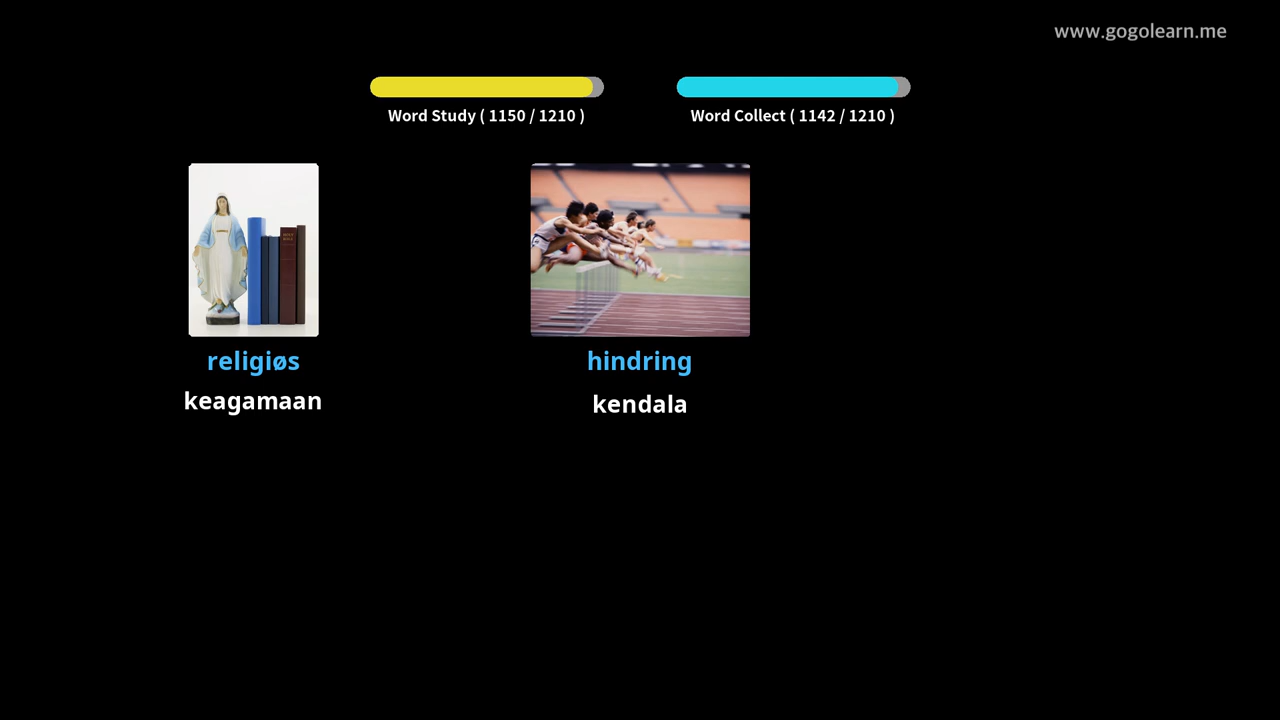 www.gogolearn.me
Word Study ( 1150 / 1210 )
Word Collect ( 1142 / 1210 )
religiøs
keagamaan
hindring
kendala